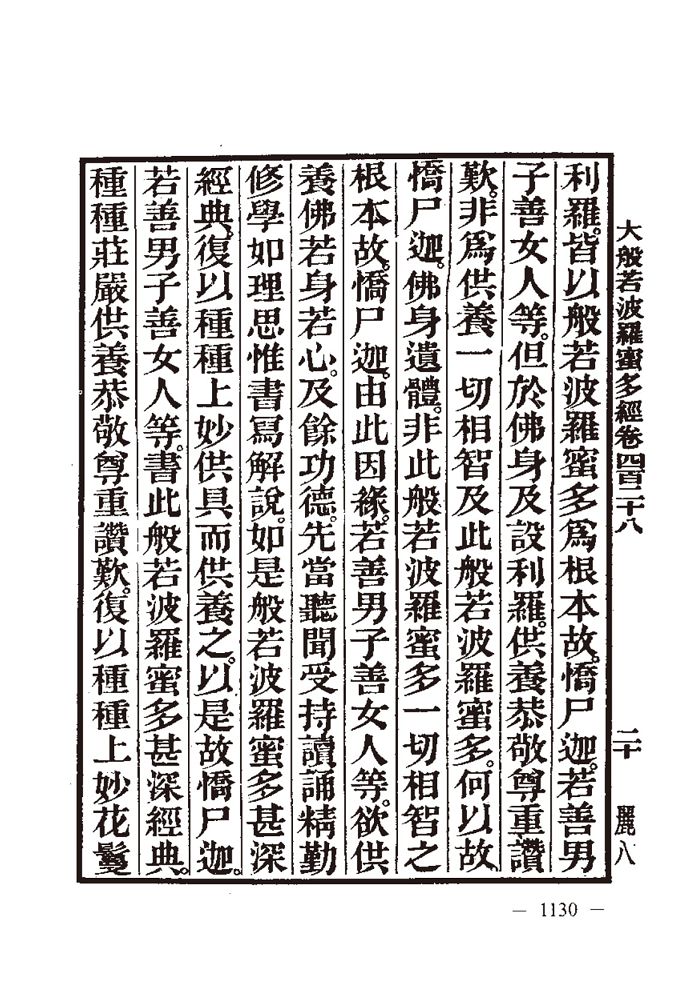 大般若波羅蜜多經卷四百二十八　二十　麗八
利羅。皆以般若波羅蜜多爲根本故。憍尸迦。若善男
子善女人等。但於佛身及設利羅。供養恭敬尊重讚
歎。非爲供養一切相智及此般若波羅蜜多。何以故
憍尸迦。佛身遺體。非此般若波羅蜜多一切相智之
根本故。憍尸迦。由此因緣。若善男子善女人等。欲供
養佛若身若心。及餘功德。先當聽聞受持讀誦精勤
修學如理思惟書寫解說。如是般若波羅蜜多甚深
經典。復以種種上妙供具而供養之。以是故憍尸迦。
若善男子善女人等。書此般若波羅蜜多甚深經典。
種種莊嚴供養恭敬尊重讚歎。復以種種上妙花鬘
— 1130 —